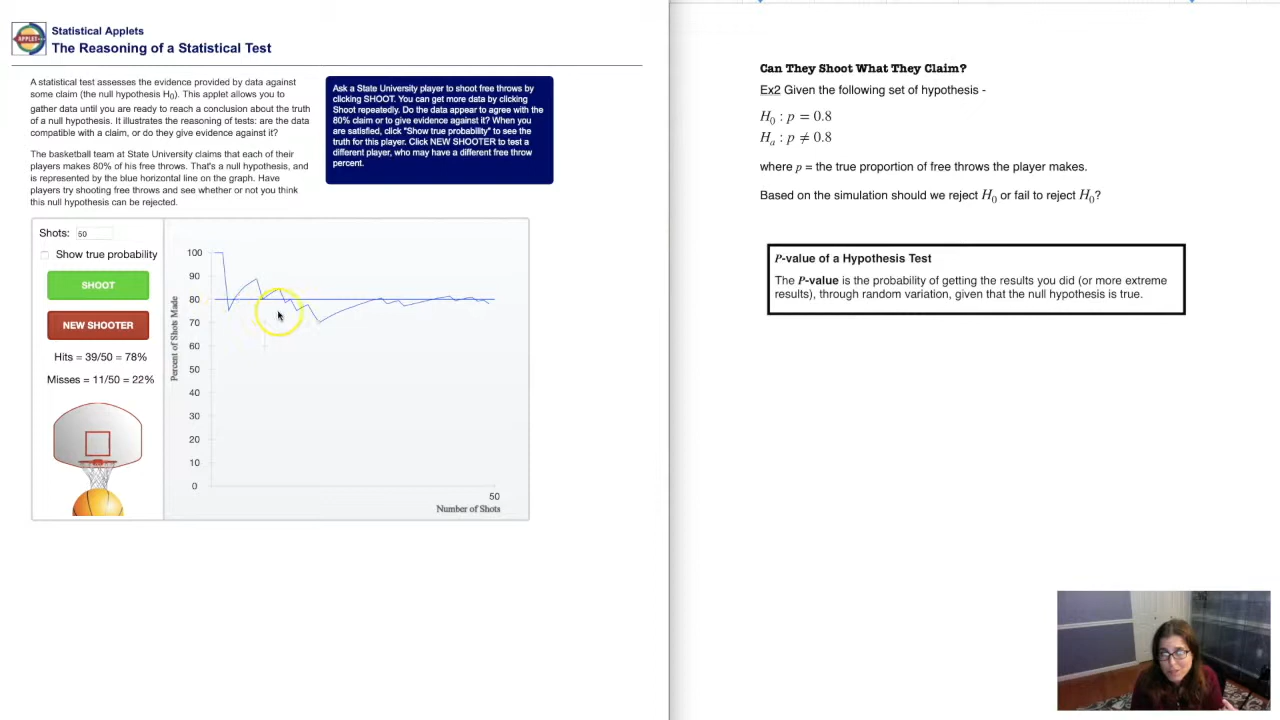 Statistical Applets
The Reasoning of a Statistical Test
APPLET
A statistical test assesses the evidence provided by data against
some claim (the null hypothesis H0). This applet allows you to
gather data until you are ready to reach a conclusion about the truth
of a null hypothesis. It illustrates the reasoning of tests: are the data
compatible with a claim, or do they give evidence against it?
The basketball team at State University claims that each of their
players makes 80% of his free throws. That's a null hypothesis, and
is represented by the blue horizontal line on the graph. Have
players try shooting free throws and see whether or not you think
this null hypothesis can be rejected.
Ask a State University player to shoot free throws by
clicking SHOOT. You can get more data by clicking
Shoot repeatedly. Do the data appear to agree with the
80% claim or to give evidence against it? When you
are satisfied, click "Show true probability" to see the
truth for this player. Click NEW SHOOTER to test a
different player, who may have a different free throw
percent.
Shots: 50
Show true probability
SHOOT
NEW SHOOTER
Hits = 39/50 = 78%
Misses = 11/50 = 22%
Percent of Shots Made
100
90
80
70
60
50
40
30
20
10
0
50
Number of Shots
Can They Shoot What They Claim?
Ex2 Given the following set of hypothesis -
H₀ : p = 0.8
Hₐ : p ≠ 0.8
where p = the true proportion of free throws the player makes.
Based on the simulation should we reject H₀ or fail to reject H₀?
P-value of a Hypothesis Test
The P-value is the probability of getting the results you did (or more extreme
results), through random variation, given that the null hypothesis is true.